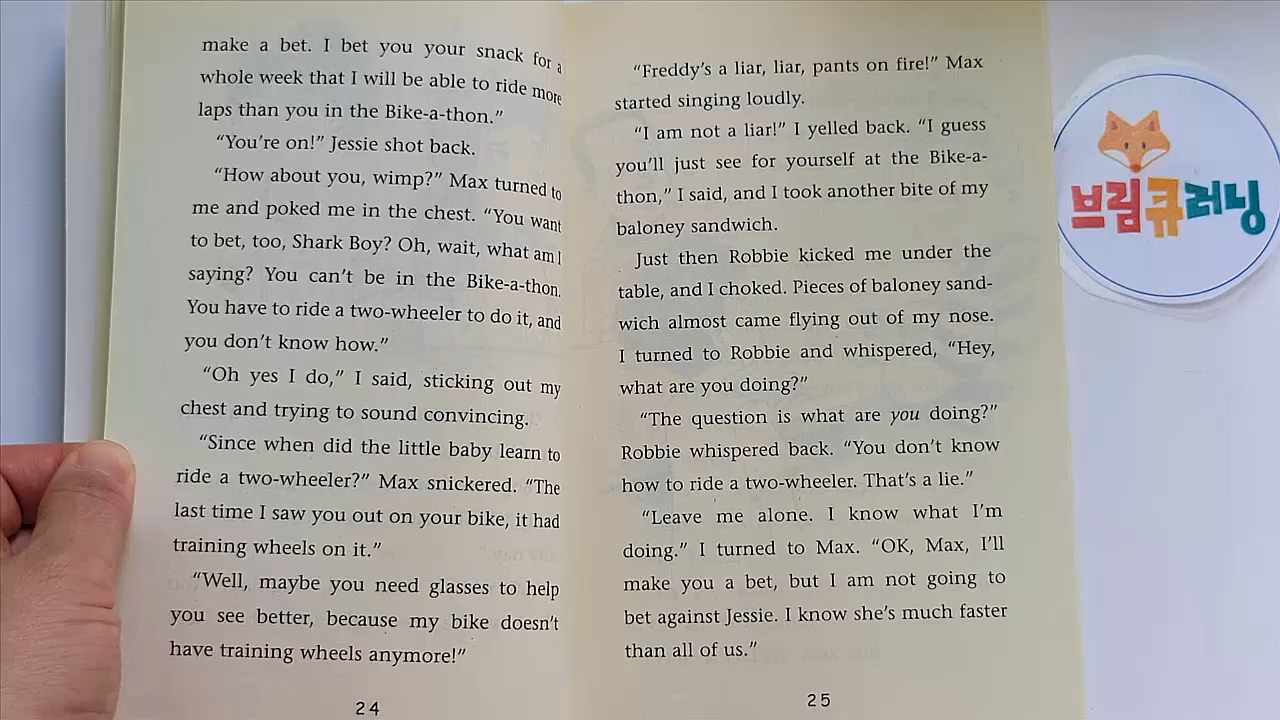 make a bet. I bet you your snack for a
whole week that I will be able to ride more
laps than you in the Bike-a-thon.”
“You’re on!” Jessie shot back.
“How about you, wimp?” Max turned to
me and poked me in the chest. “You want
to bet, too, Shark Boy? Oh, wait, what am I
saying? You can’t be in the Bike-a-thon.
You have to ride a two-wheeler to do it, and
you don’t know how.”
“Oh yes I do,” I said, sticking out my
chest and trying to sound convincing.
“Since when did the little baby learn to
ride a two-wheeler?” Max snickered. “The
last time I saw you out on your bike, it had
training wheels on it.”
“Well, maybe you need glasses to help
you see better, because my bike doesn’t
have training wheels anymore!”
24
“Freddy’s a liar, liar, pants on fire!” Max
started singing loudly.
“I am not a liar!” I yelled back. “I guess
you’ll just see for yourself at the Bike-a-
thon,” I said, and I took another bite of my
baloney sandwich.
Just then Robbie kicked me under the
table, and I choked. Pieces of baloney sand-
wich almost came flying out of my nose.
I turned to Robbie and whispered, “Hey,
what are you doing?”
“The question is what are you doing?”
Robbie whispered back. “You don’t know
how to ride a two-wheeler. That’s a lie.”
“Leave me alone. I know what I’m
doing.” I turned to Max. “OK, Max, I’ll
make you a bet, but I am not going to
bet against Jessie. I know she’s much faster
than all of us.”
25
브림큐러닝